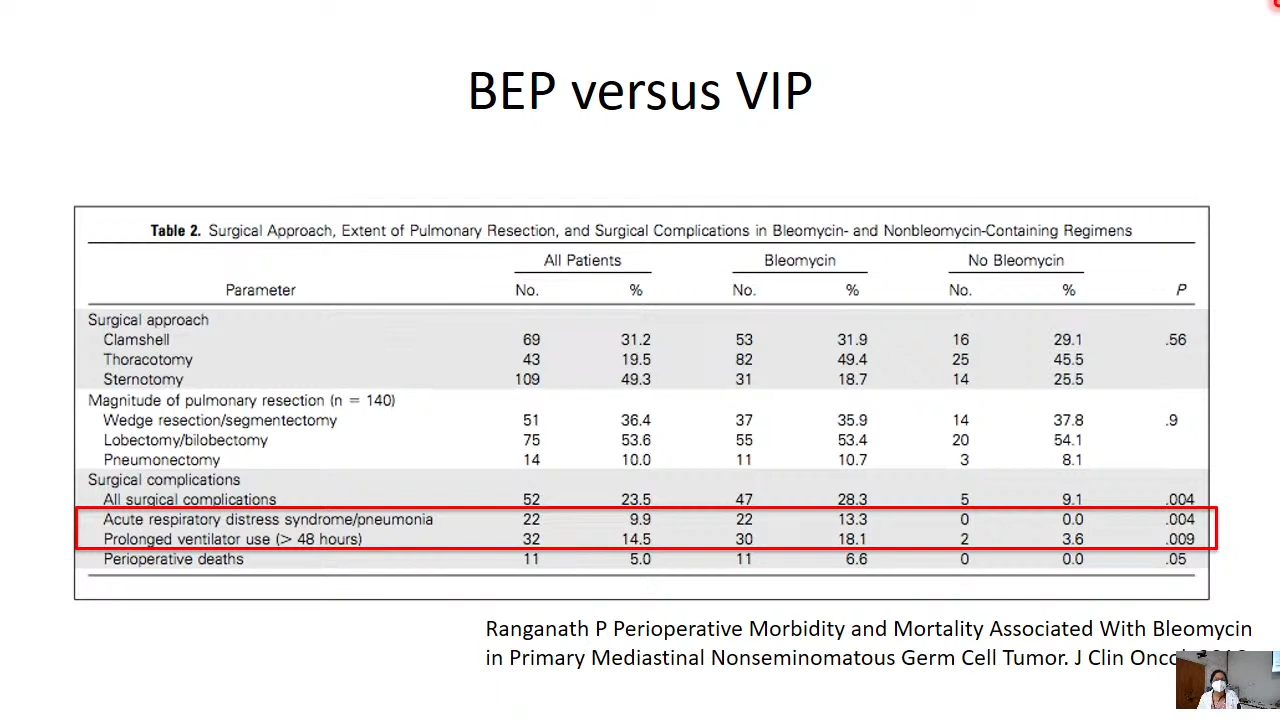 BEP versus VIP
Table 2. Surgical Approach, Extent of Pulmonary Resection, and Surgical Complications in Bleomycin- and Nonbleomycin-Containing Regimens
All Patients Bleomycin No Bleomycin
Parameter No. % No. % No. % P
Surgical approach
Clamshell 69 31.2 53 31.9 16 29.1 .56
Thoracotomy 43 19.5 82 49.4 25 45.5
Sternotomy 109 49.3 31 18.7 14 25.5
Magnitude of pulmonary resection (n = 140)
Wedge resection/segmentectomy 51 36.4 37 35.9 14 37.8 .9
Lobectomy/bilobectomy 75 53.6 55 53.4 20 54.1
Pneumonectomy 14 10.0 11 10.7 3 8.1
Surgical complications
All surgical complications 52 23.5 47 28.3 5 9.1 .004
Acute respiratory distress syndrome/pneumonia 22 9.9 22 13.3 0 0.0 .004
Prolonged ventilator use (> 48 hours) 32 14.5 30 18.1 2 3.6 .009
Perioperative deaths 11 5.0 11 6.6 0 0.0 .05
Ranganath P Perioperative Morbidity and Mortality Associated With Bleomycin
in Primary Mediastinal Nonseminomatous Germ Cell Tumor. J Clin Oncol